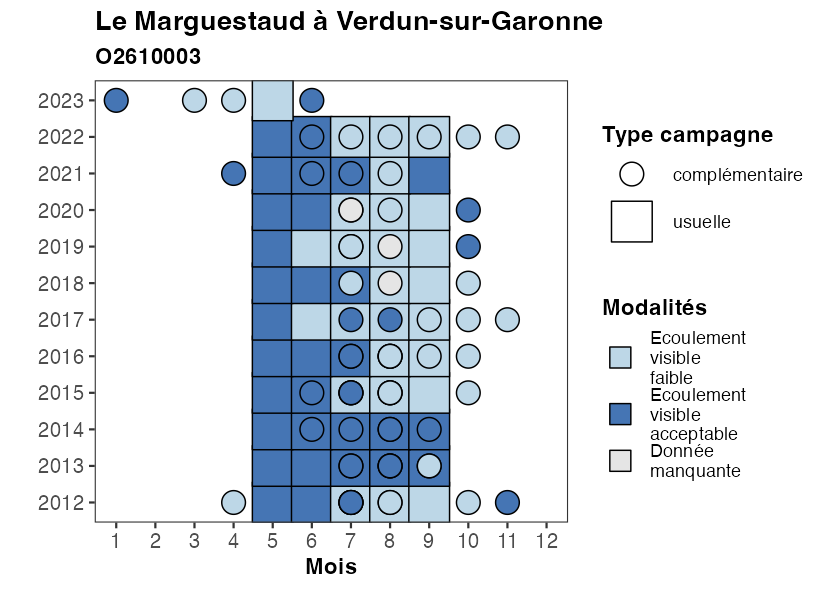 Le Marguestaud à Verdun-sur-Garonne
O2610003
2023
2022
2021
2020
2019
2018
2017
2016
2015
2014
2013
2012
1 2 3 4 5 6 7 8 9 10 11 12
Mois
Type campagne
complémentaire
usuelle
Modalités
Ecoulement
visible
faible
Ecoulement
visible
acceptable
Donnée
manquante